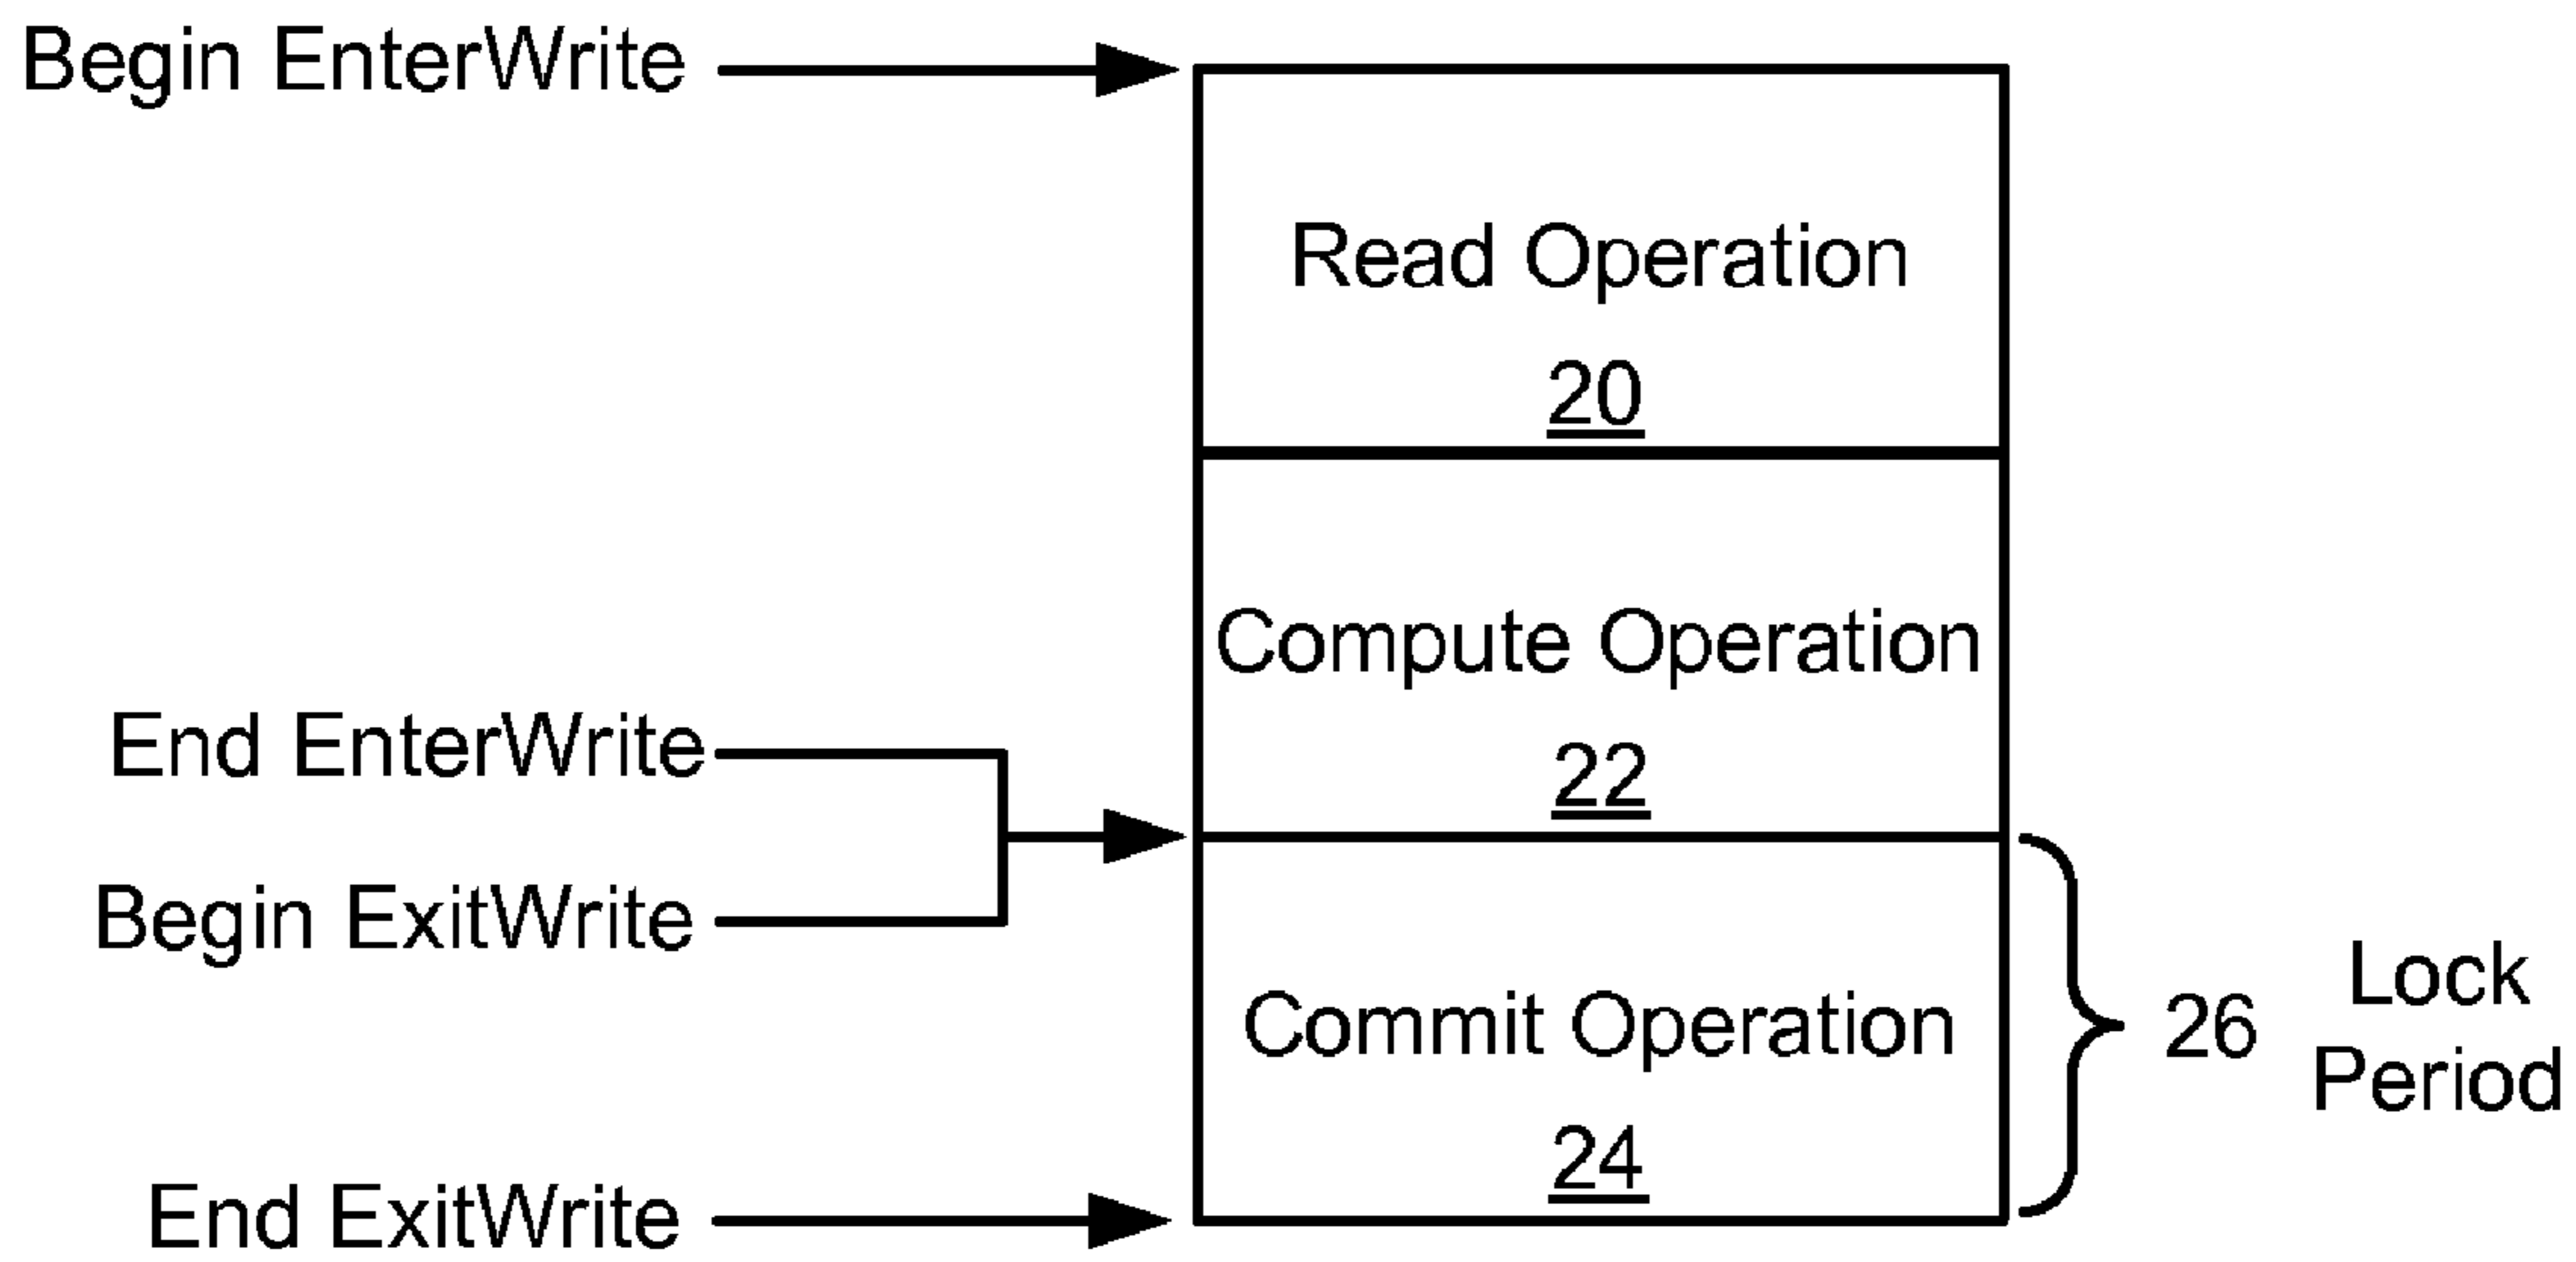 Begin EnterWrite
Read Operation
20
Compute Operation
22
End EnterWrite
Begin ExitWrite
Commit Operation
24
26
Lock
Period
End ExitWrite